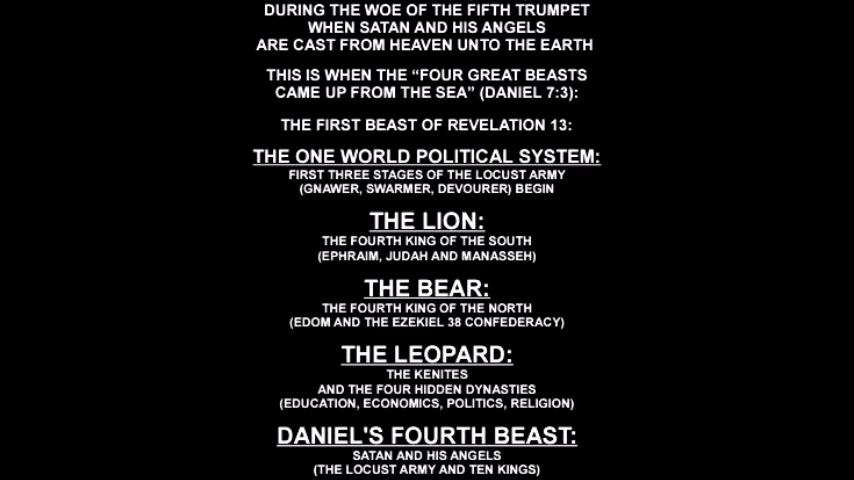 DURING THE WOE OF THE FIFTH TRUMPET
WHEN SATAN AND HIS ANGELS
ARE CAST FROM HEAVEN UNTO THE EARTH
THIS IS WHEN THE “FOUR GREAT BEASTS
CAME UP FROM THE SEA” (DANIEL 7:3):
THE FIRST BEAST OF REVELATION 13:
THE ONE WORLD POLITICAL SYSTEM:
FIRST THREE STAGES OF THE LOCUST ARMY
(GNAWER, SWARMER, DEVOURER) BEGIN
THE LION:
THE FOURTH KING OF THE SOUTH
(EPHRAIM, JUDAH AND MANASSEH)
THE BEAR:
THE FOURTH KING OF THE NORTH
(EDOM AND THE EZEKIEL 38 CONFEDERACY)
THE LEOPARD:
THE KENITES
AND THE FOUR HIDDEN DYNASTIES
(EDUCATION, ECONOMICS, POLITICS, RELIGION)
DANIEL'S FOURTH BEAST:
SATAN AND HIS ANGELS
(THE LOCUST ARMY AND TEN KINGS)